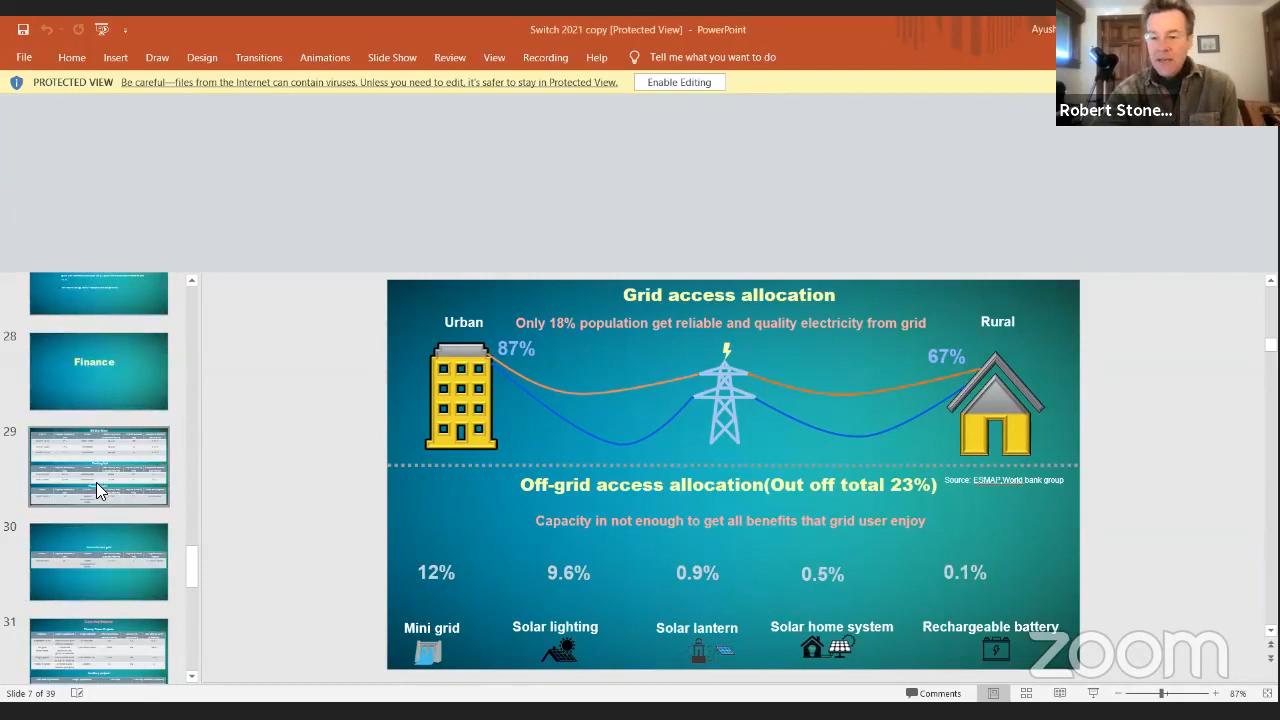 Switch 2021 copy [Protected View] - PowerPoint
Ayush
File Home Insert Draw Design Transitions Animations Slide Show Review View Recording Help Tell me what you want to do
PROTECTED VIEW Be careful—files from the Internet can contain viruses. Unless you need to edit, it's safer to stay in Protected View. Enable Editing
Robert Stone...
28
Finance
29
30
31
Grid access allocation
Urban
Only 18% population get reliable and quality electricity from grid
Rural
87%
67%
Off-grid access allocation(Out off total 23%)
Source: ESMAP,World bank group
Capacity in not enough to get all benefits that grid user enjoy
12% 9.6% 0.9% 0.5% 0.1%
Mini grid Solar lighting Solar lantern Solar home system Rechargeable battery
zoom
Slide 7 of 39
Comments
87%